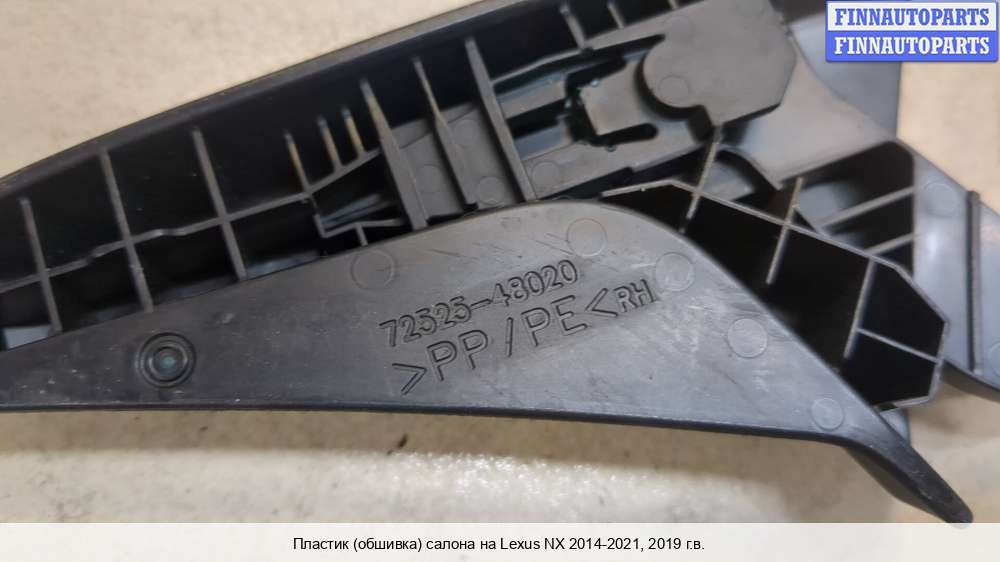 FINNAUTOPARTS
FINNAUTOPARTS
72525-48020
>PP/PE<RH
Пластик (обшивка) салона на Lexus NX 2014-2021, 2019 г.в.